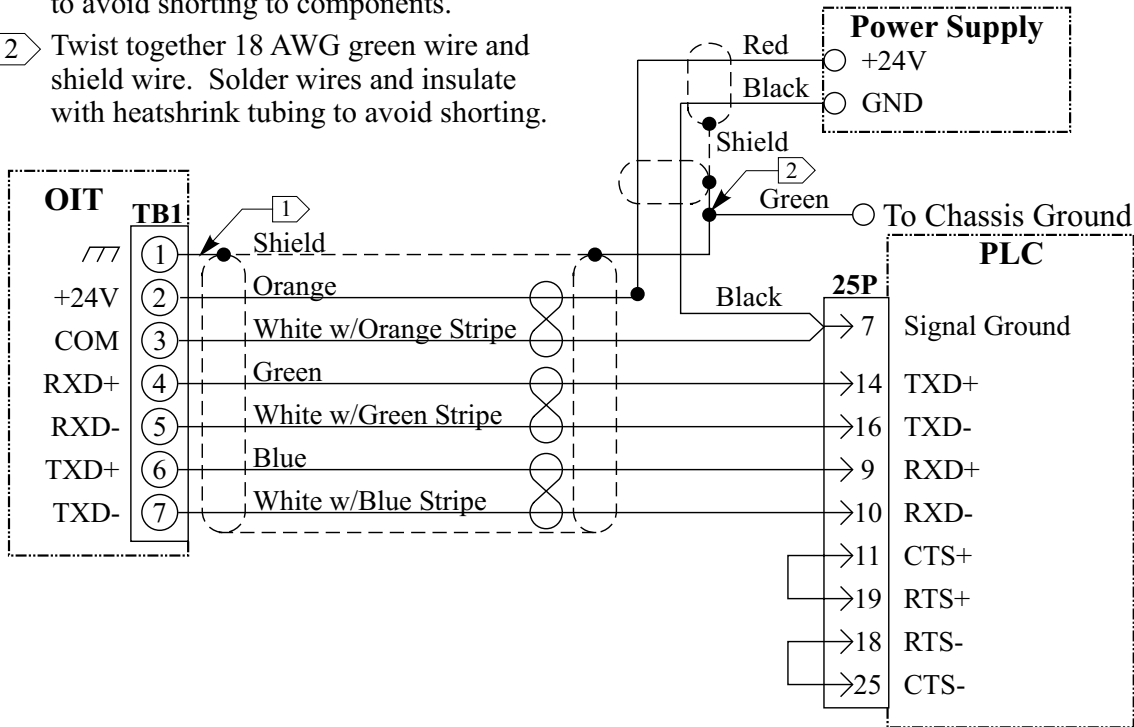 to avoid shorting to components.
2 Twist together 18 AWG green wire and
shield wire. Solder wires and insulate
with heatshrink tubing to avoid shorting.
Power Supply
Red
+24V
Black
GND
Shield
2
Green
To Chassis Ground
OIT
TB1
1
Shield
1
+24V
2
Orange
COM
3
White w/Orange Stripe
RXD+
4
Green
RXD-
5
White w/Green Stripe
TXD+
6
Blue
TXD-
7
White w/Blue Stripe
PLC
25P
Black
7 Signal Ground
14 TXD+
16 TXD-
9 RXD+
10 RXD-
11 CTS+
19 RTS+
18 RTS-
25 CTS-